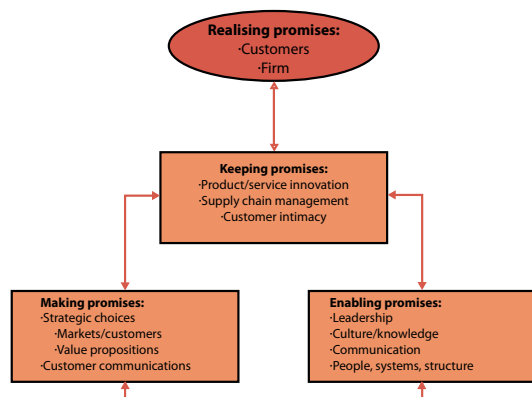 Realising promises:
·Customers
·Firm
Keeping promises:
·Product/service innovation
·Supply chain management
·Customer intimacy
Making promises:
·Strategic choices
·Markets/customers
·Value propositions
·Customer communications
Enabling promises:
·Leadership
·Culture/knowledge
·Communication
·People, systems, structure